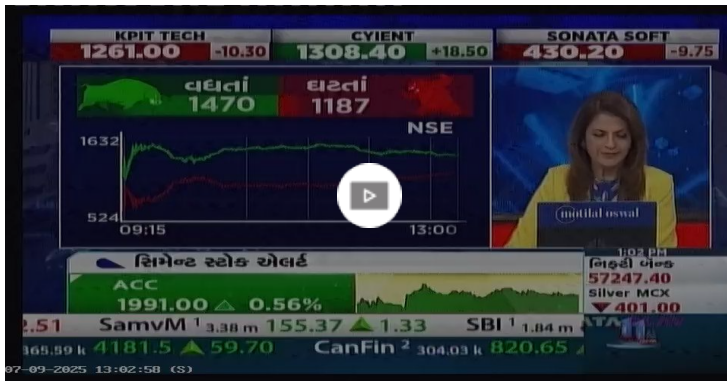 KPIT TECH
1261.00 -10.30
CYIENT
1308.40 +18.50
SONATA SOFT
430.20 -9.75
વધતાં
1470
ઘટતાં
1187
NSE
1632
524
09:15 13:00
motilal oswal
સિમેન્ટ સ્ટોક એલર્ટ
ACC
1991.00 △ 0.56%
1:02 PM
નિફ્ટી બેન્ક
57247.40
Silver MCX
▼ 401.00
2.51 SamvM 1 3.38 m 155.37 ▲ 1.33 SBI 1 1.84 m
365.59 k 4181.5 ▲ 59.70 CanFin 2 304.03 k 820.65
07-09-2025 13:02:58 (S)